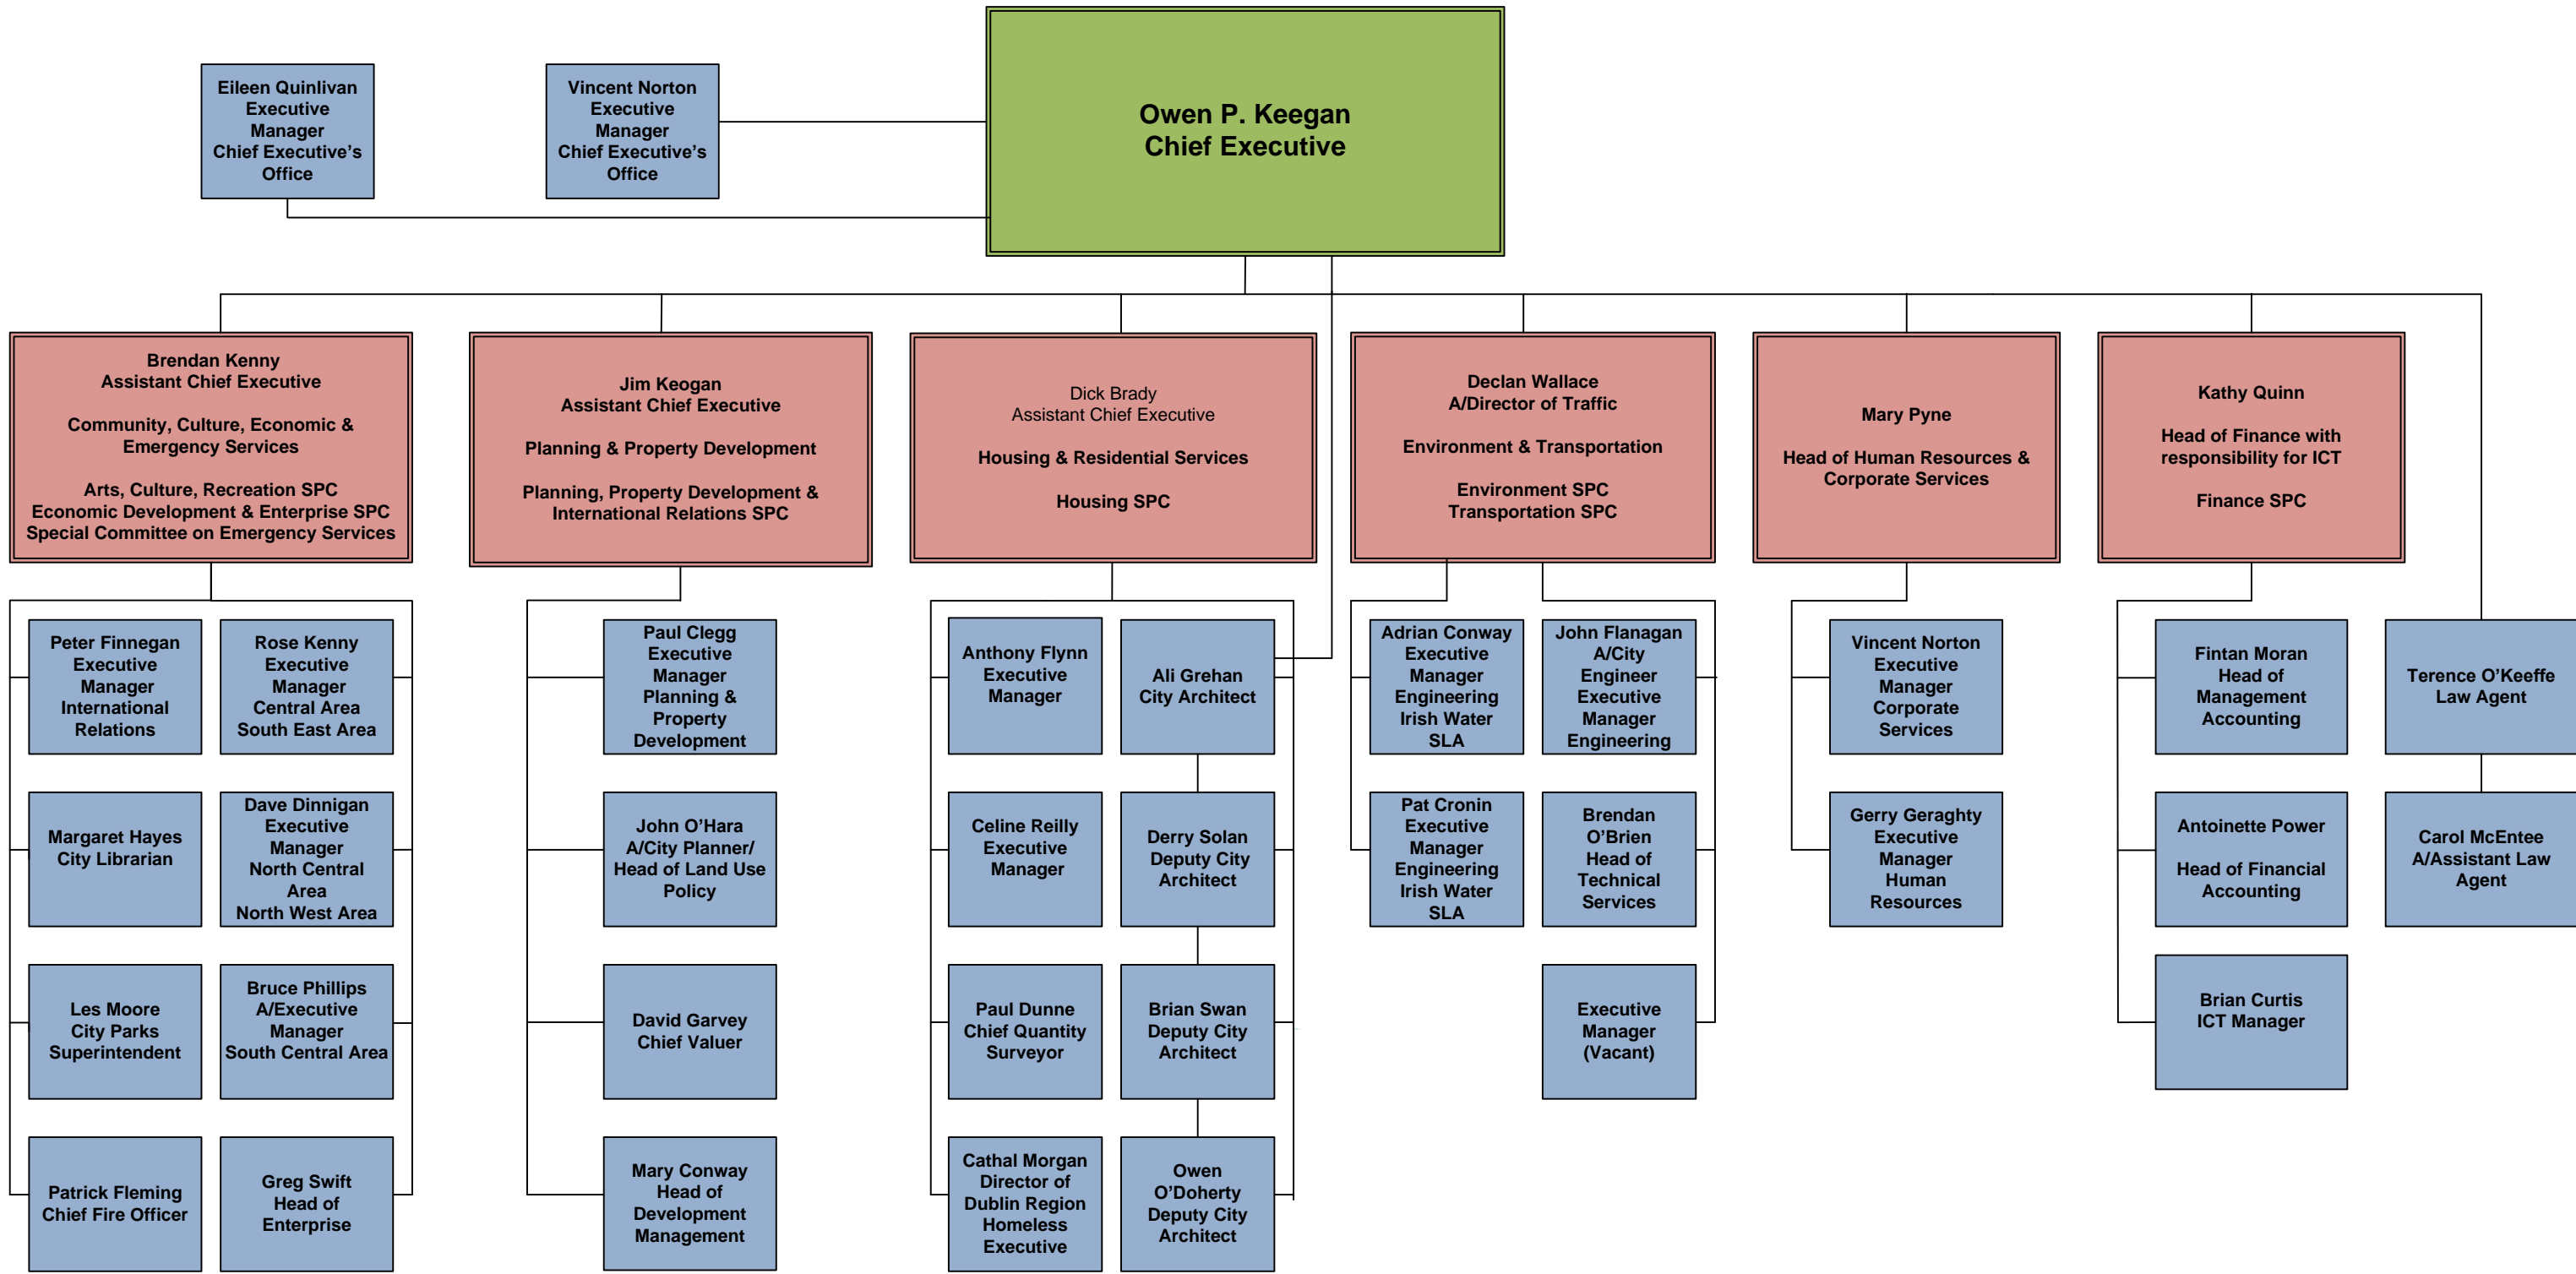 Eileen Quinlivan
Executive
Manager
Chief Executive's
Office
Vincent Norton
Executive
Manager
Chief Executive's
Office
Owen P. Keegan
Chief Executive
Brendan Kenny
Assistant Chief Executive
Community, Culture, Economic &
Emergency Services
Arts, Culture, Recreation SPC
Economic Development & Enterprise SPC
Special Committee on Emergency Services
Jim Keogan
Assistant Chief Executive
Planning & Property Development
Planning, Property Development &
International Relations SPC
Dick Brady
Assistant Chief Executive
Housing & Residential Services
Housing SPC
Declan Wallace
A/Director of Traffic
Environment & Transportation
Environment SPC
Transportation SPC
Mary Pyne
Head of Human Resources &
Corporate Services
Kathy Quinn
Head of Finance with
responsibility for ICT
Finance SPC
Peter Finnegan
Executive
Manager
International
Relations
Rose Kenny
Executive
Manager
Central Area
South East Area
Paul Clegg
Executive
Manager
Planning &
Property
Development
Anthony Flynn
Executive
Manager
Ali Grehan
City Architect
Adrian Conway
Executive
Manager
Engineering
Irish Water
SLA
John Flanagan
A/City
Engineer
Executive
Manager
Engineering
Vincent Norton
Executive
Manager
Corporate
Services
Fintan Moran
Head of
Management
Accounting
Terence O'Keeffe
Law Agent
Margaret Hayes
City Librarian
Dave Dinnigan
Executive
Manager
North Central
Area
North West Area
John O'Hara
A/City Planner/
Head of Land Use
Policy
Celine Reilly
Executive
Manager
Derry Solan
Deputy City
Architect
Pat Cronin
Executive
Manager
Engineering
Irish Water
SLA
Brendan
O'Brien
Head of
Technical
Services
Gerry Geraghty
Executive
Manager
Human
Resources
Antoinette Power
Head of Financial
Accounting
Carol McEntee
A/Assistant Law
Agent
Les Moore
City Parks
Superintendent
Bruce Phillips
A/Executive
Manager
South Central Area
David Garvey
Chief Valuer
Paul Dunne
Chief Quantity
Surveyor
Brian Swan
Deputy City
Architect
Executive
Manager
(Vacant)
Brian Curtis
ICT Manager
Patrick Fleming
Chief Fire Officer
Greg Swift
Head of
Enterprise
Mary Conway
Head of
Development
Management
Cathal Morgan
Director of
Dublin Region
Homeless
Executive
Owen
O'Doherty
Deputy City
Architect